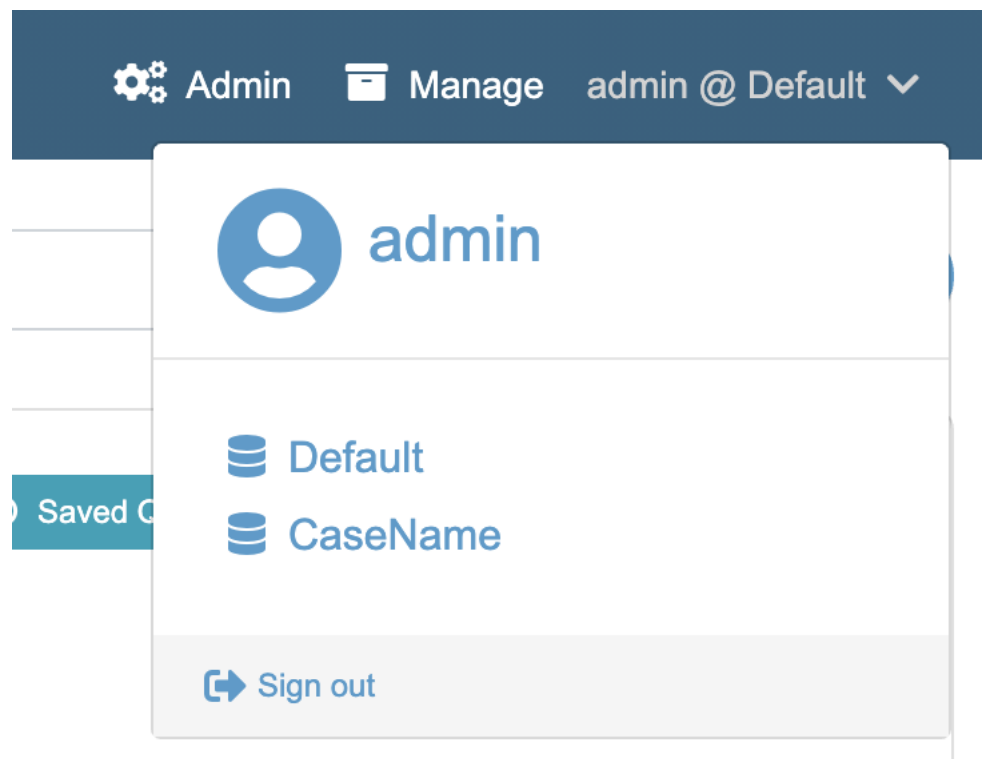 Admin Manage admin @ Default
admin
Default
Saved
CaseName
Sign out